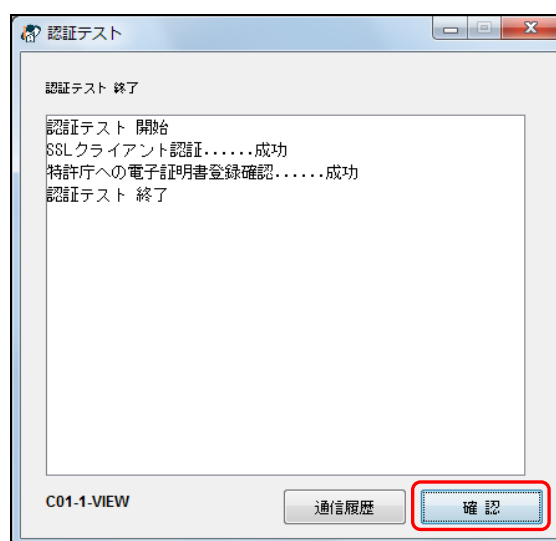 認証テスト
認証テスト 終了
認証テスト 開始
SSLクライアント認証......成功
特許庁への電子証明書登録確認......成功
認証テスト 終了
C01-1-VIEW
通信履歴
確 認